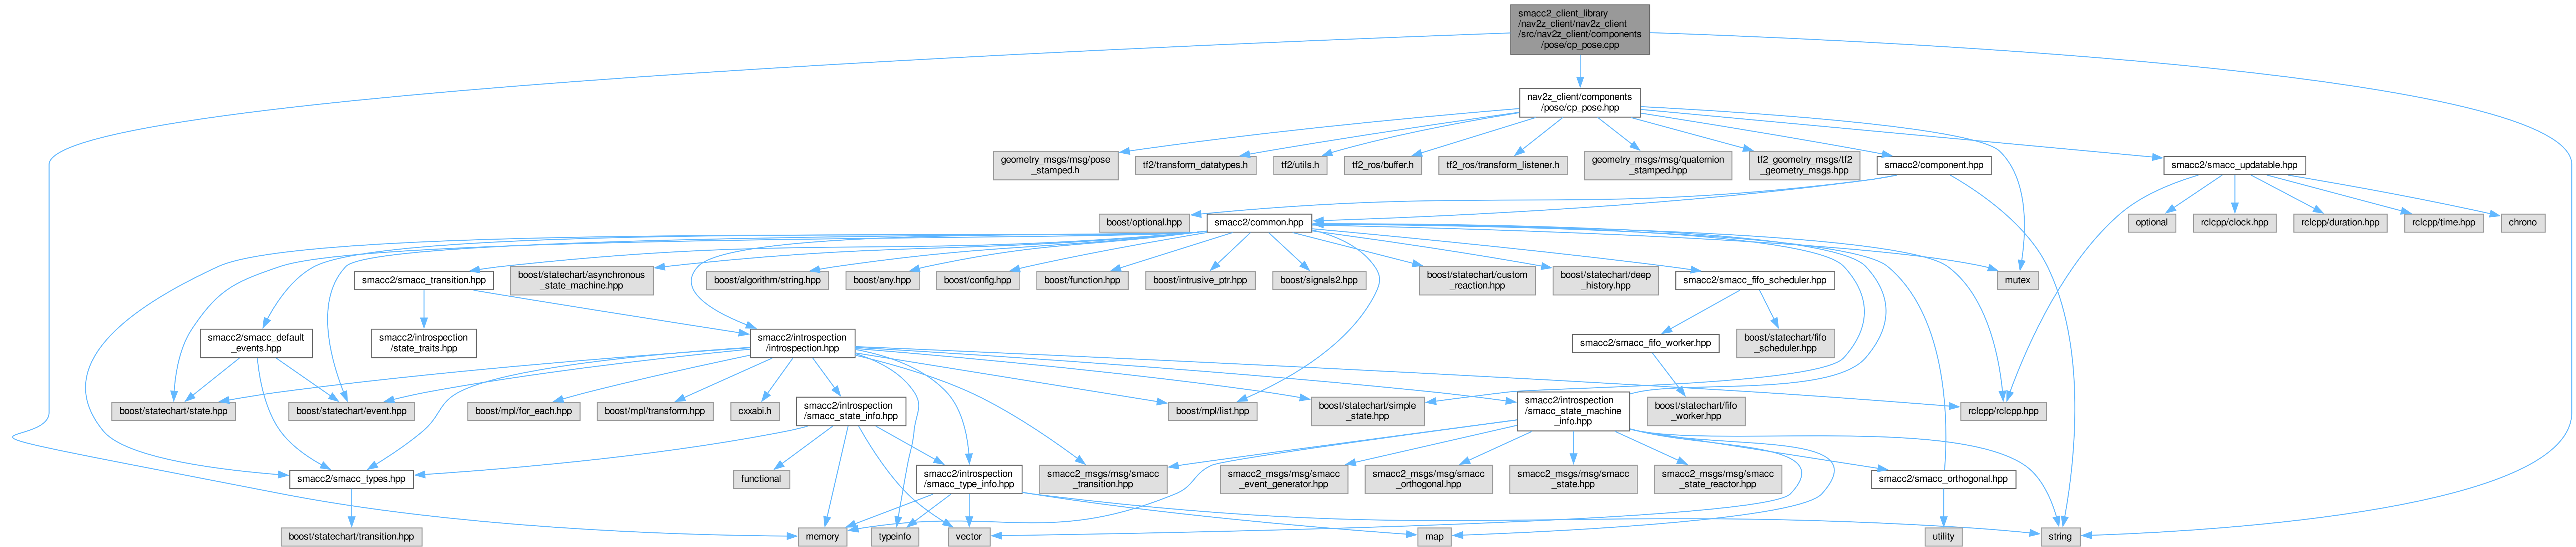 smacc2_client_library
/nav2z_client/nav2z_client
/src/nav2z_client/components
/pose/cp_pose.cpp
nav2z_client/components
/pose/cp_pose.hpp
geometry_msgs/msg/pose
_stamped.h
tf2/transform_datatypes.h
tf2/utils.h
tf2_ros/buffer.h
tf2_ros/transform_listener.h
geometry_msgs/msg/quaternion
_stamped.hpp
tf2_geometry_msgs/tf2
_geometry_msgs.hpp
smacc2/component.hpp
smacc2/smacc_updatable.hpp
boost/optional.hpp
smacc2/common.hpp
optional
rclcpp/clock.hpp
rclcpp/duration.hpp
rclcpp/time.hpp
chrono
smacc2/smacc_transition.hpp
boost/statechart/asynchronous
_state_machine.hpp
boost/algorithm/string.hpp
boost/any.hpp
boost/config.hpp
boost/function.hpp
boost/intrusive_ptr.hpp
boost/signals2.hpp
boost/statechart/custom
_reaction.hpp
boost/statechart/deep
_history.hpp
smacc2/smacc_fifo_scheduler.hpp
mutex
smacc2/smacc_default
_events.hpp
smacc2/introspection
/state_traits.hpp
smacc2/introspection
/introspection.hpp
smacc2/smacc_fifo_worker.hpp
boost/statechart/fifo
_scheduler.hpp
boost/statechart/state.hpp
boost/statechart/event.hpp
boost/mpl/for_each.hpp
boost/mpl/transform.hpp
cxxabi.h
smacc2/introspection
/smacc_state_info.hpp
boost/mpl/list.hpp
boost/statechart/simple
_state.hpp
smacc2/introspection
/smacc_state_machine
_info.hpp
boost/statechart/fifo
_worker.hpp
rclcpp/rclcpp.hpp
smacc2/smacc_types.hpp
functional
smacc2/introspection
/smacc_type_info.hpp
smacc2_msgs/msg/smacc
_transition.hpp
smacc2_msgs/msg/smacc
_event_generator.hpp
smacc2_msgs/msg/smacc
_orthogonal.hpp
smacc2_msgs/msg/smacc
_state.hpp
smacc2_msgs/msg/smacc
_state_reactor.hpp
smacc2/smacc_orthogonal.hpp
boost/statechart/transition.hpp
memory
typeinfo
vector
map
utility
string